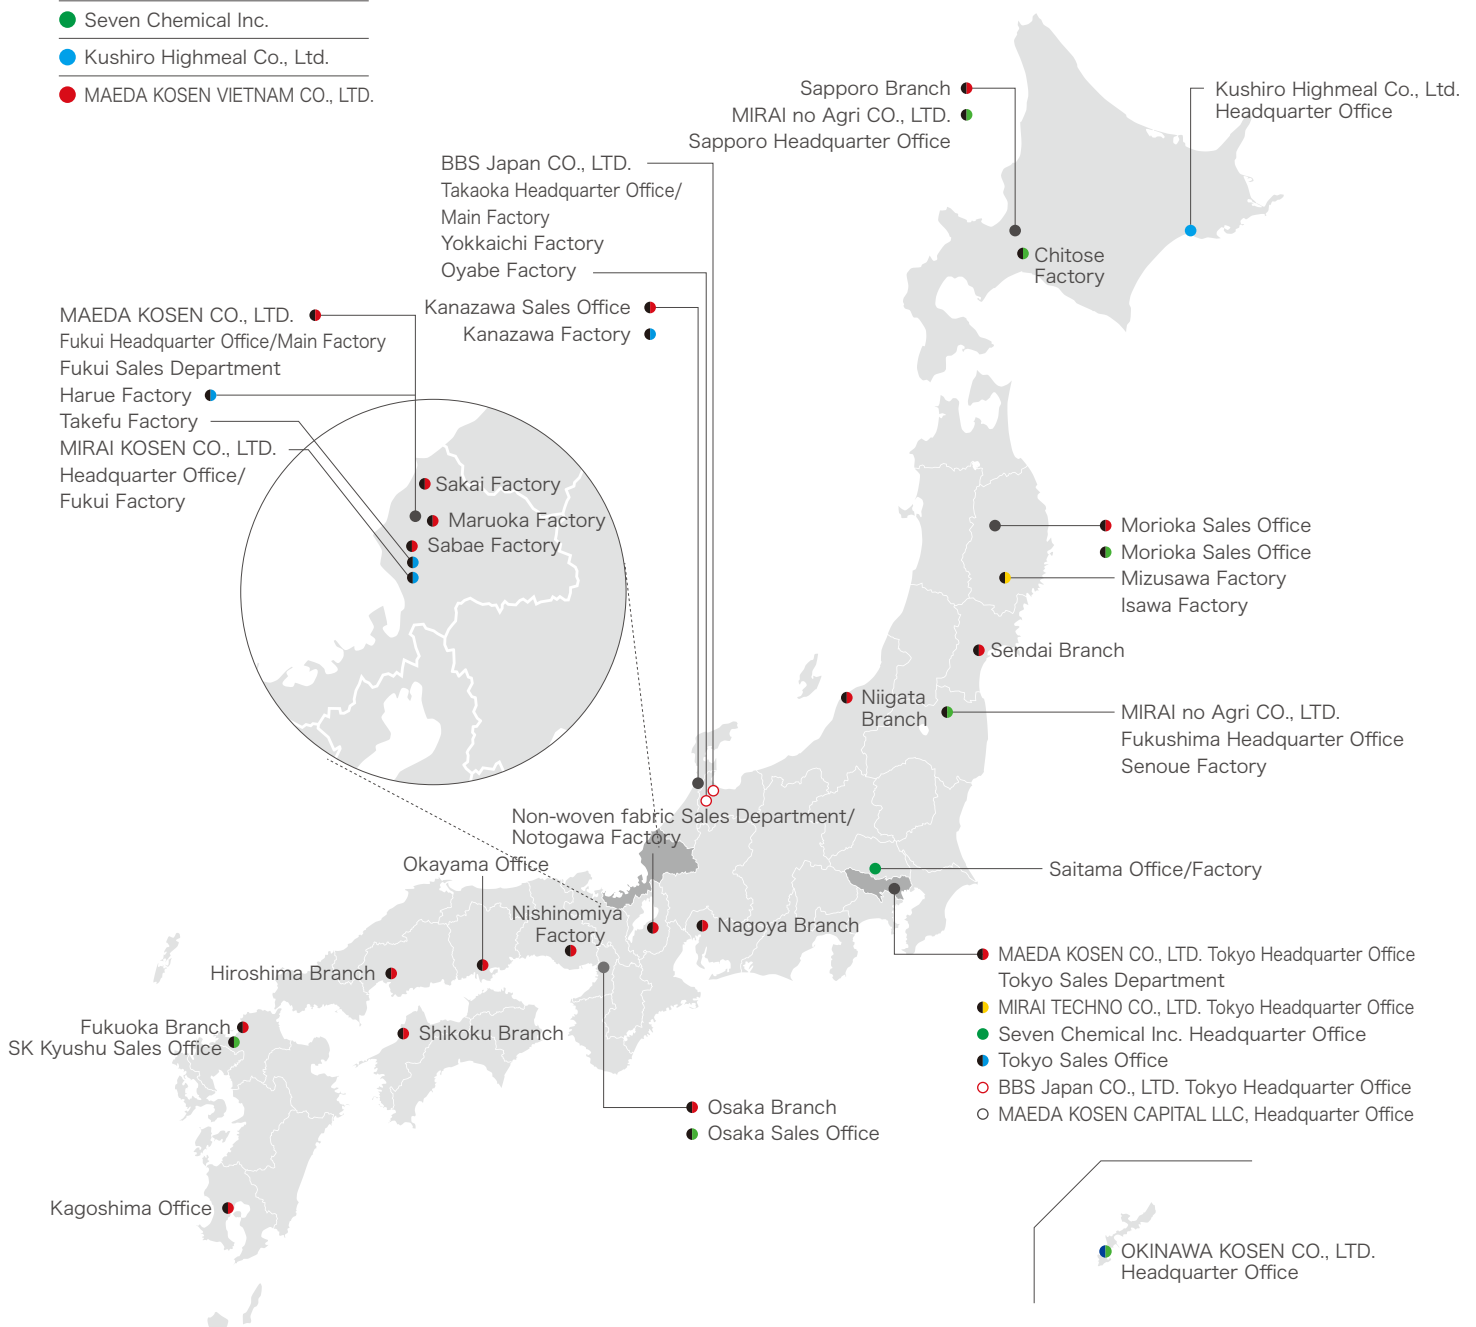 Seven Chemical Inc.
Kushiro Highmeal Co., Ltd.
MAEDA KOSEN VIETNAM CO., LTD.
Sapporo Branch
MIRAI no Agri CO., LTD.
Sapporo Headquarter Office
Kushiro Highmeal Co., Ltd.
Headquarter Office
Chitose
Factory
BBS Japan CO., LTD.
Takaoka Headquarter Office/
Main Factory
Yokkaichi Factory
Oyabe Factory
Kanazawa Sales Office
Kanazawa Factory
MAEDA KOSEN CO., LTD.
Fukui Headquarter Office/Main Factory
Fukui Sales Department
Harue Factory
Takefu Factory
MIRAI KOSEN CO., LTD.
Headquarter Office/
Fukui Factory
Sakai Factory
Maruoka Factory
Sabae Factory
Morioka Sales Office
Morioka Sales Office
Mizusawa Factory
Isawa Factory
Sendai Branch
Niigata
Branch
MIRAI no Agri CO., LTD.
Fukushima Headquarter Office
Senoue Factory
Non-woven fabric Sales Department/
Notogawa Factory
Okayama Office
Nishinomiya
Factory
Nagoya Branch
Saitama Office/Factory
Hiroshima Branch
Fukuoka Branch
SK Kyushu Sales Office
Shikoku Branch
MAEDA KOSEN CO., LTD. Tokyo Headquarter Office
Tokyo Sales Department
MIRAI TECHNO CO., LTD. Tokyo Headquarter Office
Seven Chemical Inc. Headquarter Office
Tokyo Sales Office
BBS Japan CO., LTD. Tokyo Headquarter Office
MAEDA KOSEN CAPITAL LLC, Headquarter Office
Osaka Branch
Osaka Sales Office
Kagoshima Office
OKINAWA KOSEN CO., LTD.
Headquarter Office